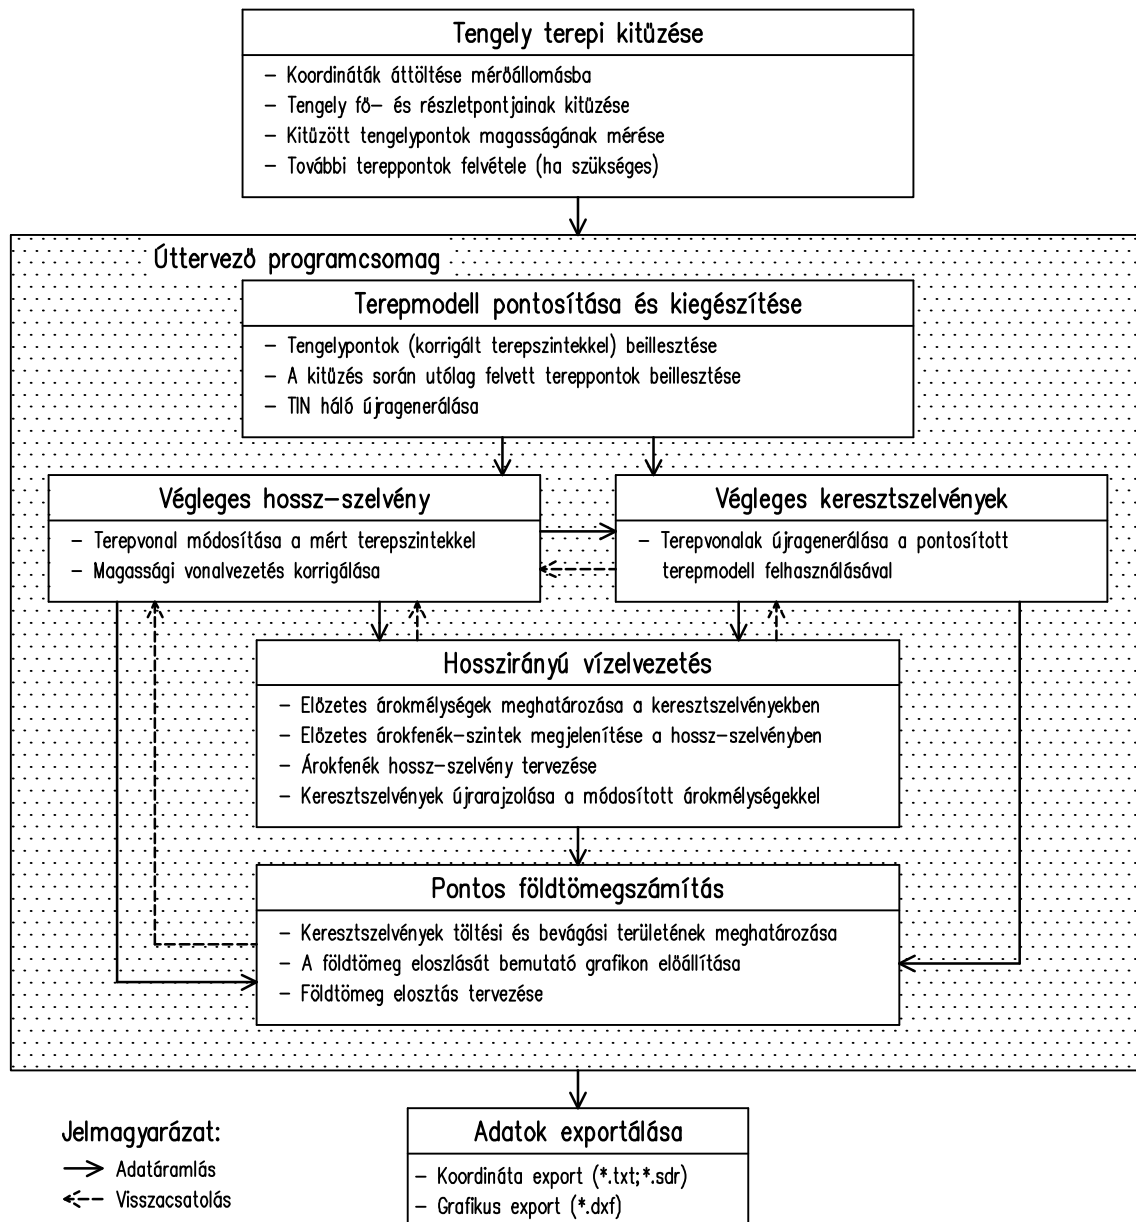 Tengely terepi kitűzése
– Koordináták áttöltése mérőállomásba
– Tengely fő– és részletpontjainak kitűzése
– Kitűzött tengelypontok magasságának mérése
– További tereppontok felvétele (ha szükséges)
Úttervező programcsomag
Terepmodell pontosítása és kiegészítése
– Tengelypontok (korrigált terepszintekkel) beillesztése
– A kitűzés során utólag felvett tereppontok beillesztése
– TIN háló újragenerálása
Végleges hossz–szelvény
– Terepvonal módosítása a mért terepszintekkel
– Magassági vonalvezetés korrigálása
Végleges keresztszelvények
– Terepvonalak újragenerálása a pontosított
terepmodell felhasználásával
Hosszirányú vízelvezetés
– Előzetes árokmélységek meghatározása a keresztszelvényekben
– Előzetes árokfenék–szintek megjelenítése a hossz–szelvényben
– Árokfenék hossz–szelvény tervezése
– Keresztszelvények újrarajzolása a módosított árokmélységekkel
Pontos földtömegszámítás
– Keresztszelvények töltési és bevágási területének meghatározása
– A földtömeg eloszlását bemutató grafikon előállítása
– Földtömeg elosztás tervezése
Jelmagyarázat:
Adatáramlás
Visszacsatolás
Adatok exportálása
– Koordináta export (*.txt;*.sdr)
– Grafikus export (*.dxf)